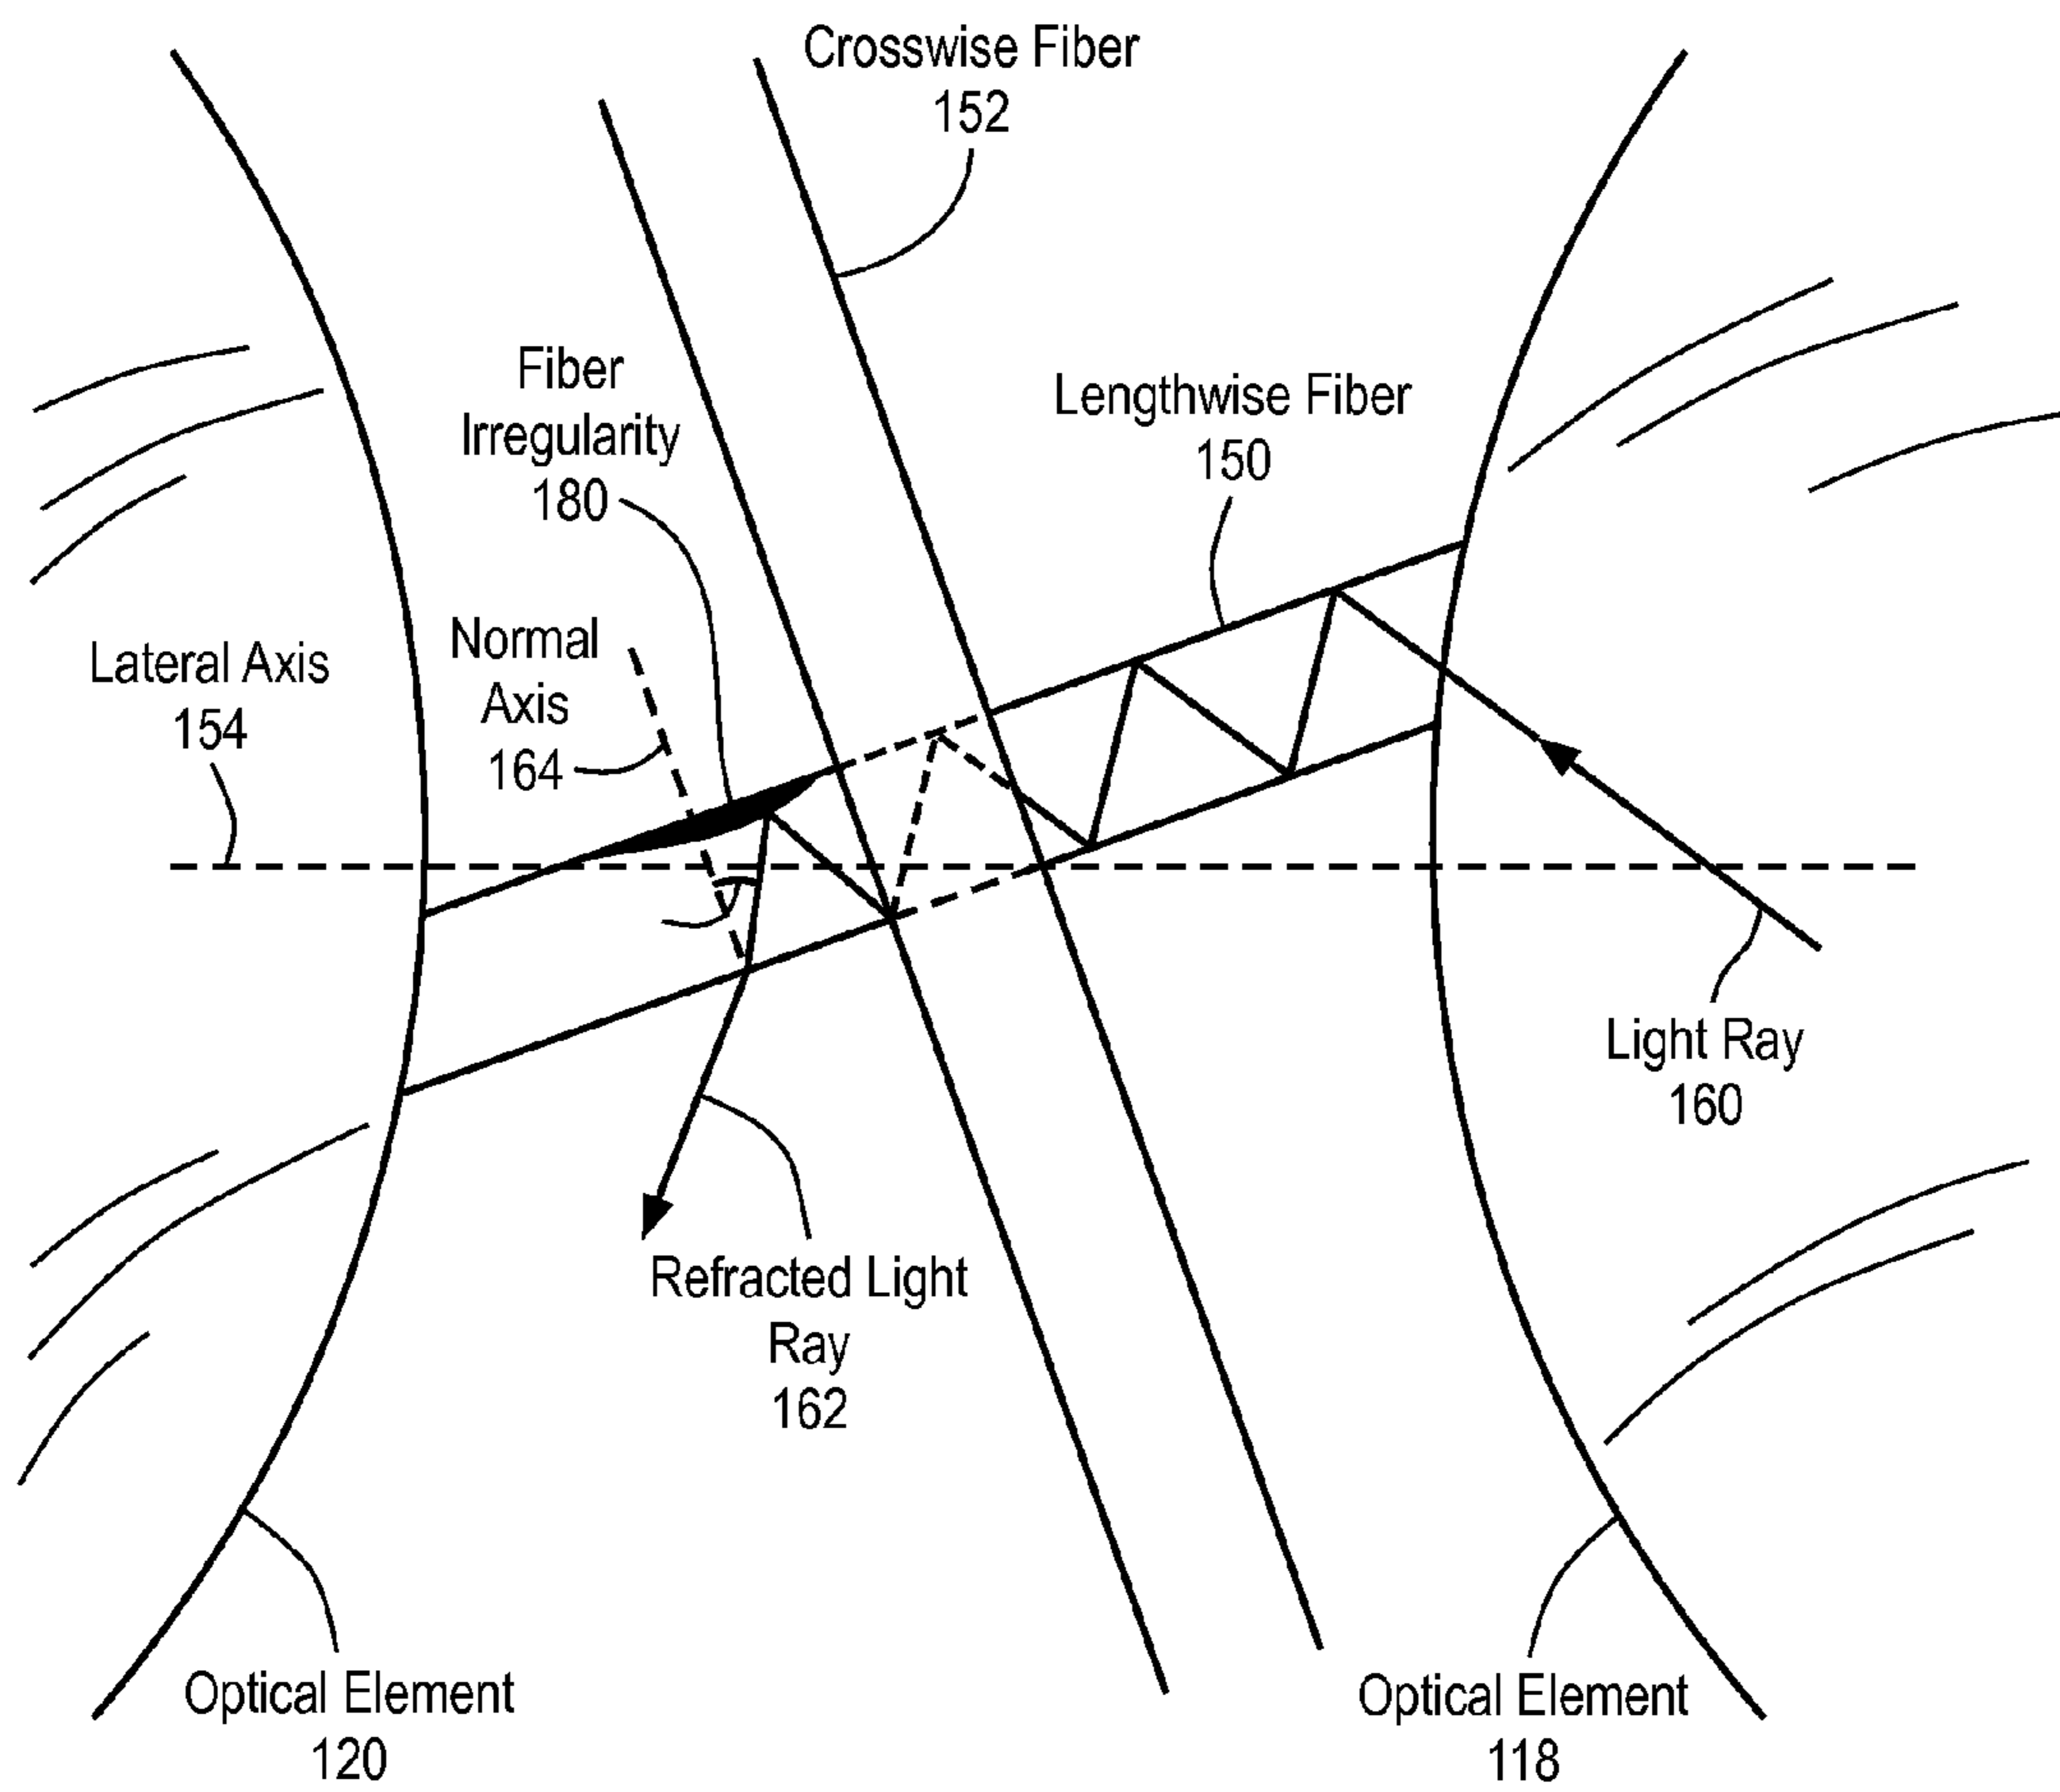 Crosswise Fiber
152
Fiber
Irregularity
180
Lengthwise Fiber
150
Normal
Axis
164
Lateral Axis
154
Light Ray
160
Refracted Light
Ray
162
Optical Element
120
Optical Element
118